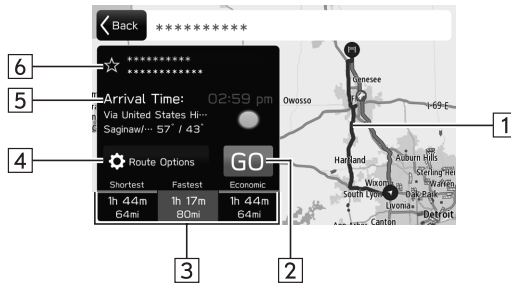 Back
**********
6
**********
************
5
Arrival Time: 02:59 pm
Via United States Hi···
Saginaw/··· 57° / 43°
4
Route Options
GO
Shortest Fastest Economic
1h 44m 1h 17m 1h 44m
64mi 80mi 64mi
3
2
1
Genesee
Owosso
I-69 E
Hartland
Auburn Hills
Sterling
Wixom
Warren
South Lyon
Oak Park
Livonia
Detroit
Ann Arbor
Canton